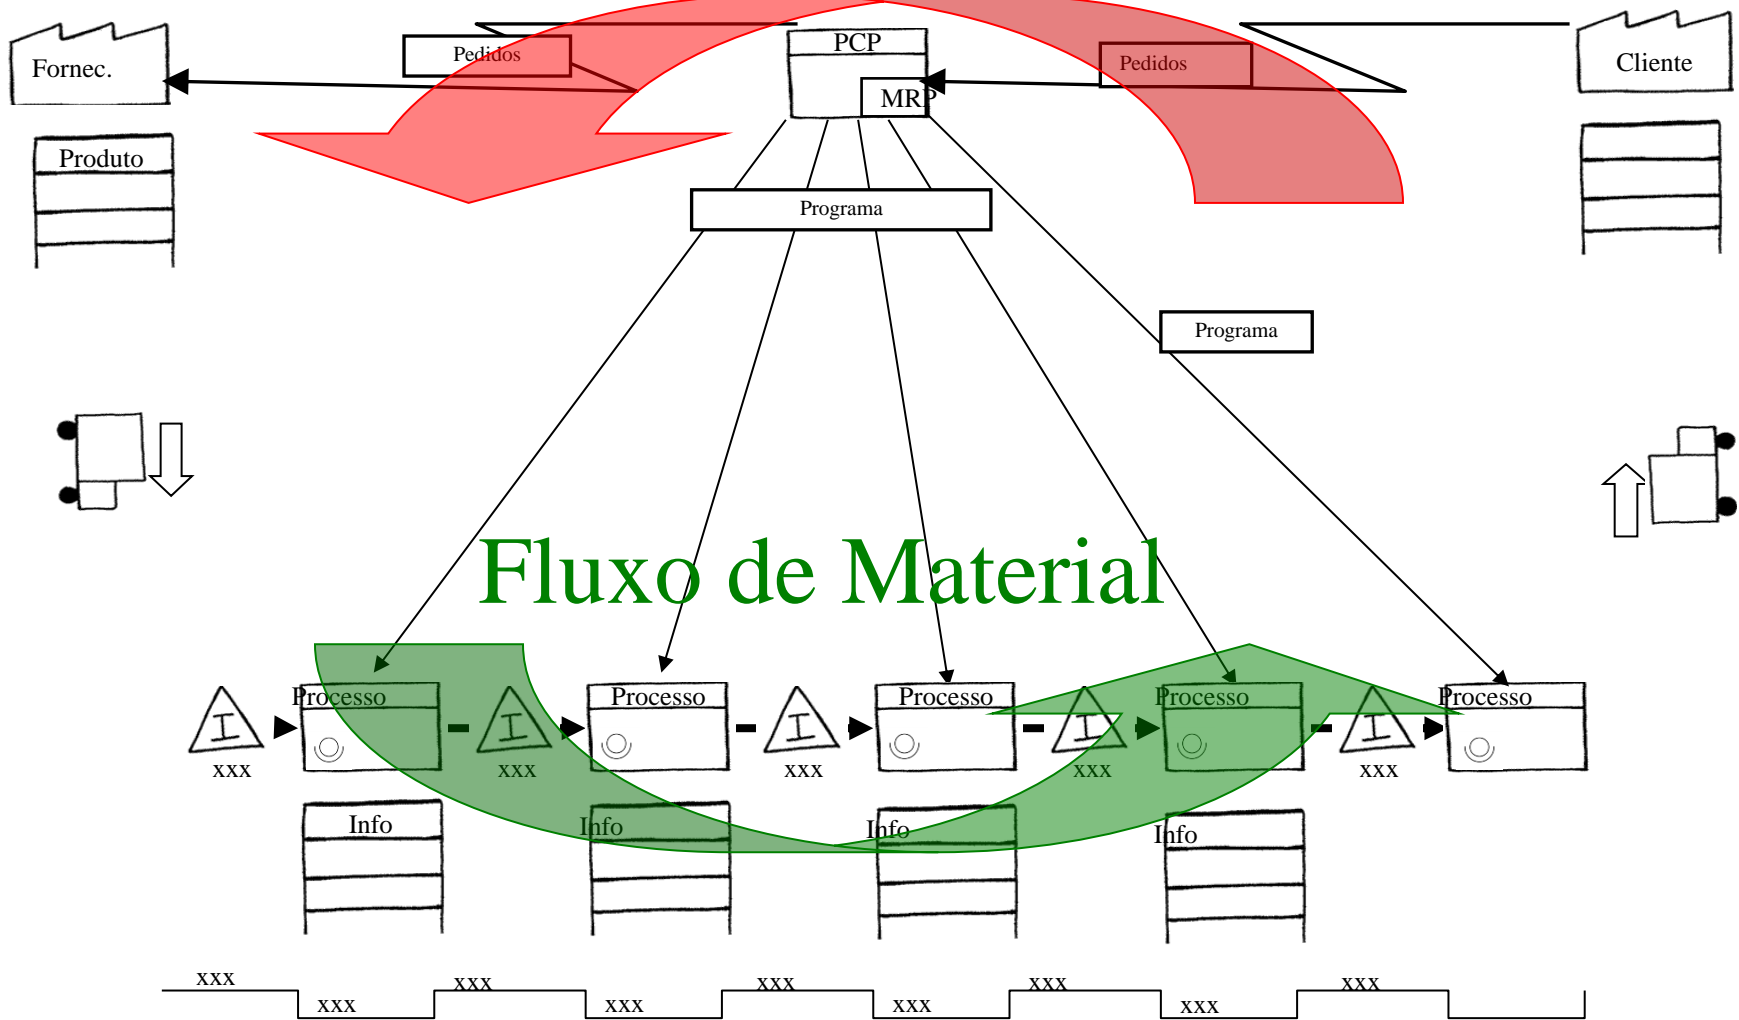 PCP
Pedidos
Pedidos
Fornec.
Cliente
MRP
Produto
Programa
Programa
Fluxo de Material
Processo
Processo
Processo
Processo
Processo
I
I
I
I
I
xxx
xxx
xxx
xxx
xxx
Info
Info
Info
Info
xxx
xxx
xxx
xxx
xxx
xxx
xxx
xxx
xxx